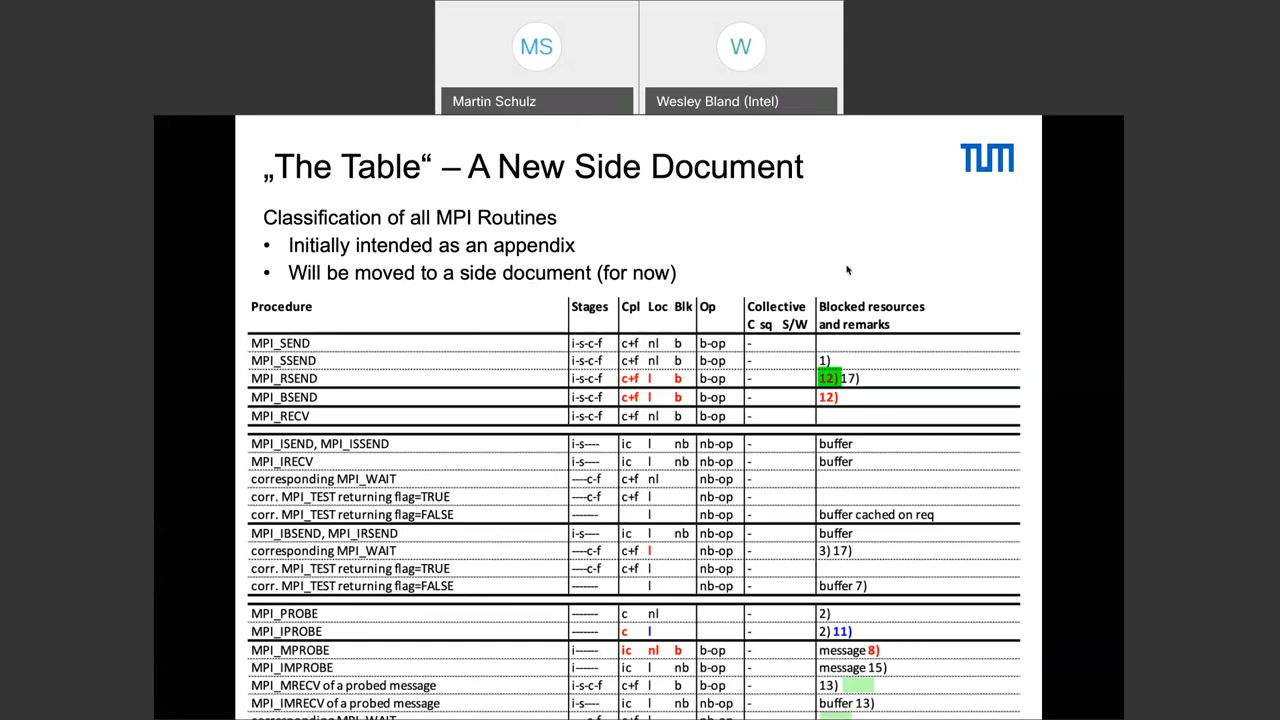 MS W
Martin Schulz Wesley Bland (Intel)
„The Table“ – A New Side Document TUM
Classification of all MPI Routines
• Initially intended as an appendix
• Will be moved to a side document (for now)
Procedure Stages Cpl Loc Blk Op Collective Blocked resources
C sq S/W and remarks
MPI_SEND i-s-c-f c+f nl b b-op -
MPI_SSEND i-s-c-f c+f nl b b-op - 1)
MPI_RSEND i-s-c-f c+f l b b-op - 12) 17)
MPI_BSEND i-s-c-f c+f l b b-op - 12)
MPI_RECV i-s-c-f c+f nl b b-op -
MPI_ISEND, MPI_ISSEND i-s---- ic l nb nb-op - buffer
MPI_IRECV i-s---- ic l nb nb-op - buffer
corresponding MPI_WAIT ----c-f c+f nl nb-op -
corr. MPI_TEST returning flag=TRUE ----c-f c+f l nb-op -
corr. MPI_TEST returning flag=FALSE ------- l nb-op - buffer cached on req
MPI_IBSEND, MPI_IRSEND i-s---- ic l nb nb-op - buffer
corresponding MPI_WAIT ----c-f c+f l nb-op - 3) 17)
corr. MPI_TEST returning flag=TRUE ----c-f c+f l nb-op -
corr. MPI_TEST returning flag=FALSE ------- l nb-op - buffer 7)
MPI_PROBE ------- c nl - 2)
MPI_IPROBE ------- c l - 2) 11)
MPI_MPROBE i------ ic nl b b-op - message 8)
MPI_IMPROBE i------ ic l nb b-op - message 15)
MPI_MRECV of a probed message i-s-c-f c+f l b b-op - 13)
MPI_IMRECV of a probed message i-s---- ic l nb nb-op - buffer 13)